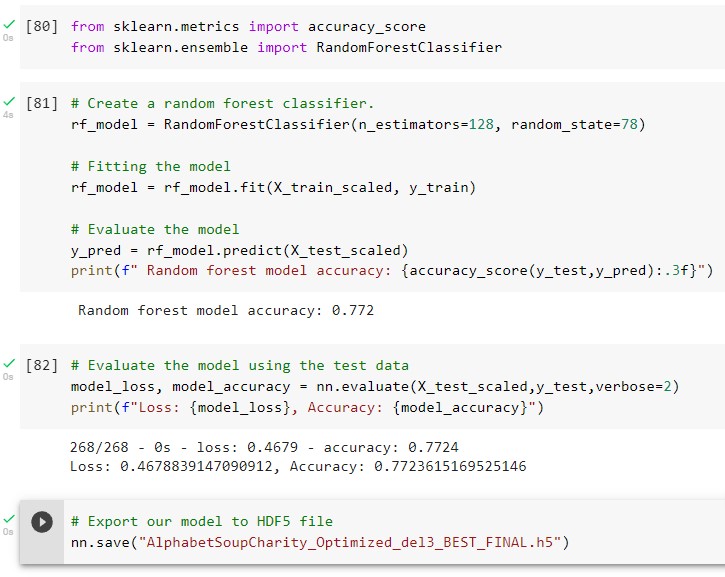 [80] from sklearn.metrics import accuracy_score
0s from sklearn.ensemble import RandomForestClassifier
[81] # Create a random forest classifier.
4s rf_model = RandomForestClassifier(n_estimators=128, random_state=78)
# Fitting the model
rf_model = rf_model.fit(X_train_scaled, y_train)
# Evaluate the model
y_pred = rf_model.predict(X_test_scaled)
print(f" Random forest model accuracy: {accuracy_score(y_test,y_pred):.3f}")
Random forest model accuracy: 0.772
[82] # Evaluate the model using the test data
0s model_loss, model_accuracy = nn.evaluate(X_test_scaled,y_test,verbose=2)
print(f"Loss: {model_loss}, Accuracy: {model_accuracy}")
268/268 - 0s - loss: 0.4679 - accuracy: 0.7724
Loss: 0.4678839147090912, Accuracy: 0.7723615169525146
# Export our model to HDF5 file
0s nn.save("AlphabetSoupCharity_Optimized_del3_BEST_FINAL.h5")